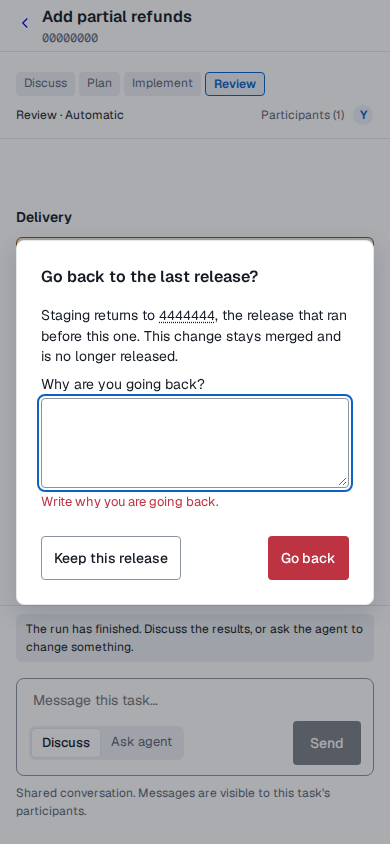 Add partial refunds
00000000
Discuss
Plan
Implement
Review
Review · Automatic
Participants (1)
Y
Delivery
Go back to the last release?
Staging returns to 4444444, the release that ran
before this one. This change stays merged and
is no longer released.
Why are you going back?
Write why you are going back.
Keep this release
Go back
The run has finished. Discuss the results, or ask the agent to
change something.
Message this task…
Discuss
Ask agent
Send
Shared conversation. Messages are visible to this task's
participants.